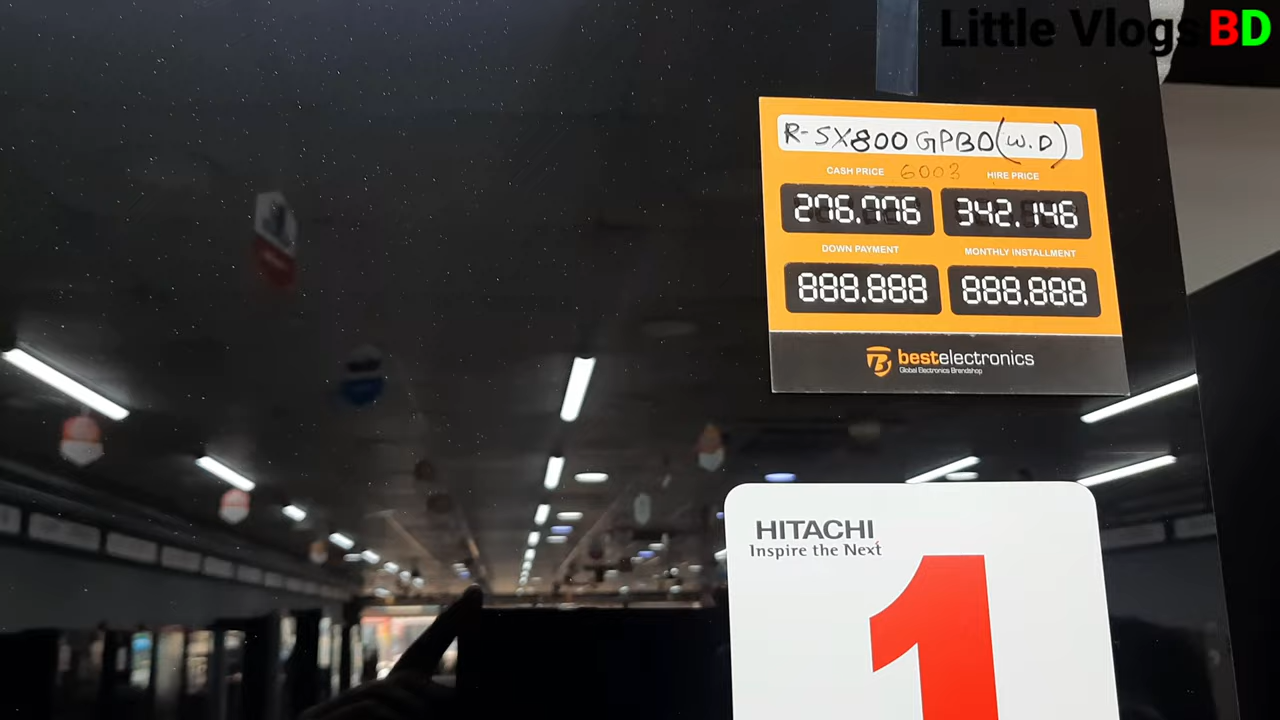 Little Vlogs BD
R-SX800GPBO(W.D)
CASH PRICE 6003 HIRE PRICE
206.006 342.146
DOWN PAYMENT MONTHLY INSTALLMENT
888.888 888.888
bestelectronics
Global Electronics Brandshop
HITACHI
Inspire the Next
1